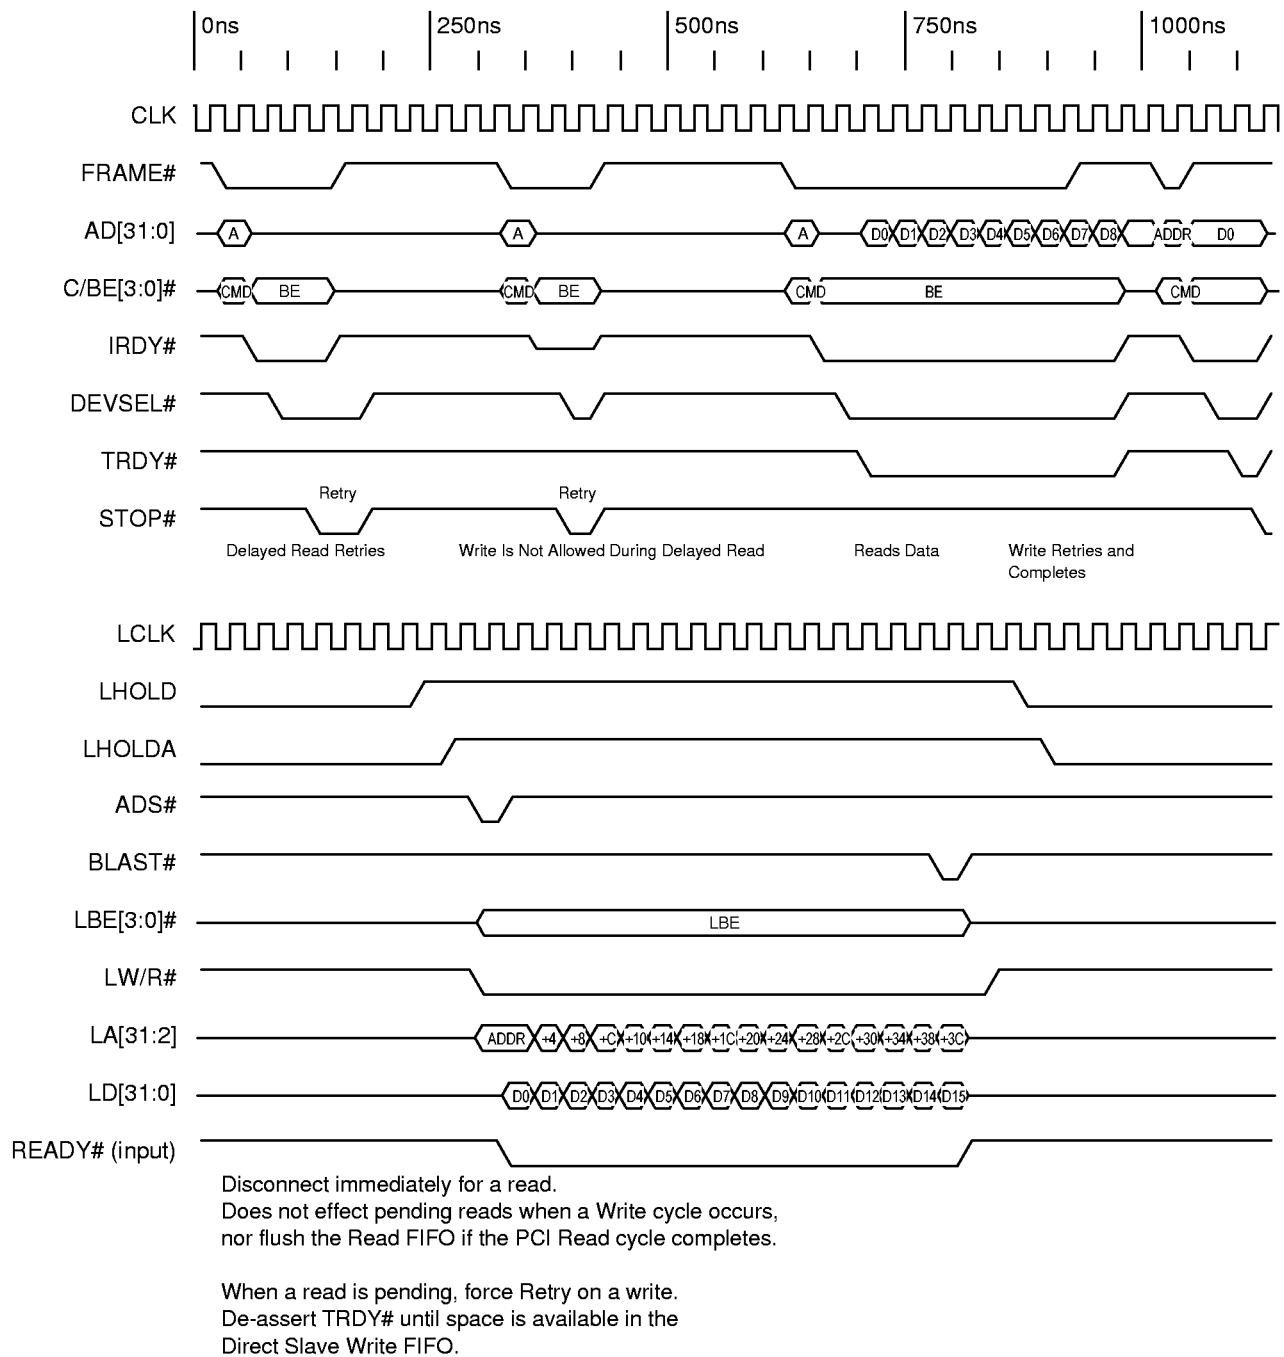 0ns 250ns 500ns 750ns 1000ns
CLK
FRAME#
AD[31:0] A A A D0 D1 D2 D3 D4 D5 D6 D7 D8 ADDR D0
C/BE[3:0]# CMD BE CMD BE CMD BE CMD
IRDY#
DEVSEL#
TRDY#
Retry Retry
STOP#
Delayed Read Retries Write Is Not Allowed During Delayed Read Reads Data Write Retries and
Completes
LCLK
LHOLD
LHOLDA
ADS#
BLAST#
LBE[3:0]# LBE
LW/R#
LA[31:2] ADDR +4 +8 +C +10 +14 +18 +1C +20 +24 +28 +2C +30 +34 +38 +3C
LD[31:0] D0 D1 D2 D3 D4 D5 D6 D7 D8 D9 D10 D11 D12 D13 D14 D15
READY# (input)
Disconnect immediately for a read.
Does not effect pending reads when a Write cycle occurs,
nor flush the Read FIFO if the PCI Read cycle completes.
When a read is pending, force Retry on a write.
De-assert TRDY# until space is available in the
Direct Slave Write FIFO.